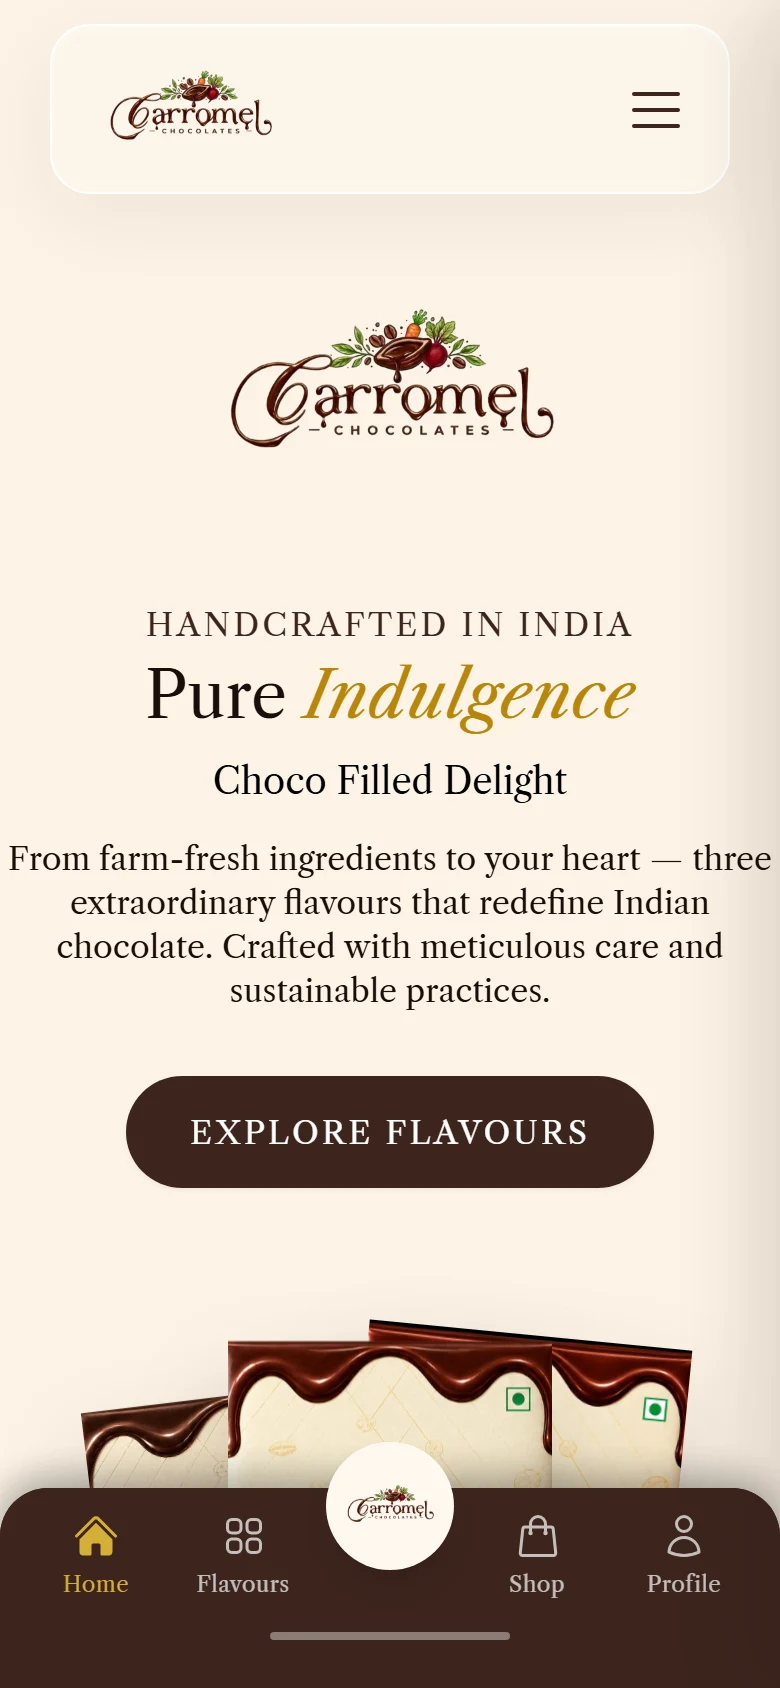 Carromel
CHOCOLATES
Carromel
CHOCOLATES
HANDCRAFTED IN INDIA
Pure Indulgence
Choco Filled Delight
From farm-fresh ingredients to your heart — three
extraordinary flavours that redefine Indian
chocolate. Crafted with meticulous care and
sustainable practices.
EXPLORE FLAVOURS
Carromel
CHOCOLATES
Home
Flavours
Shop
Profile